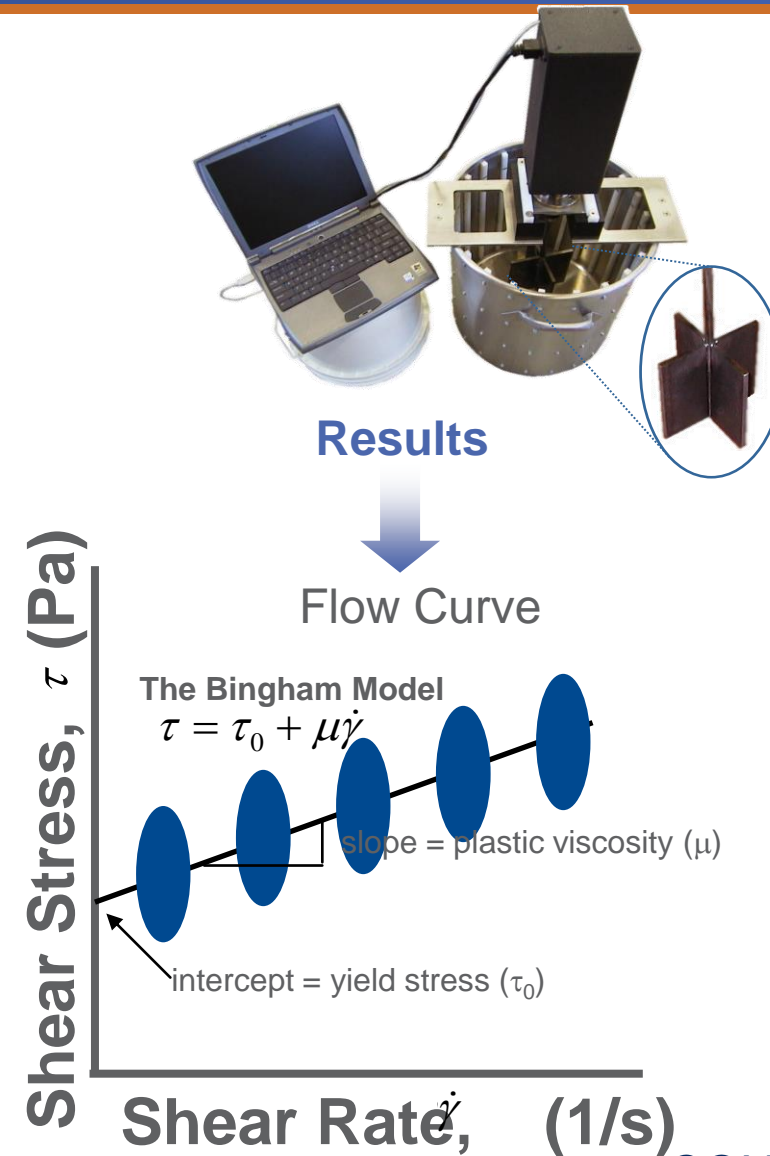 Results
Flow Curve
The Bingham Model
τ = τ₀ + μγ̇
slope = plastic viscosity (μ)
intercept = yield stress (τ₀)
Shear Stress, τ (Pa)
Shear Rate, γ̇ (1/s)